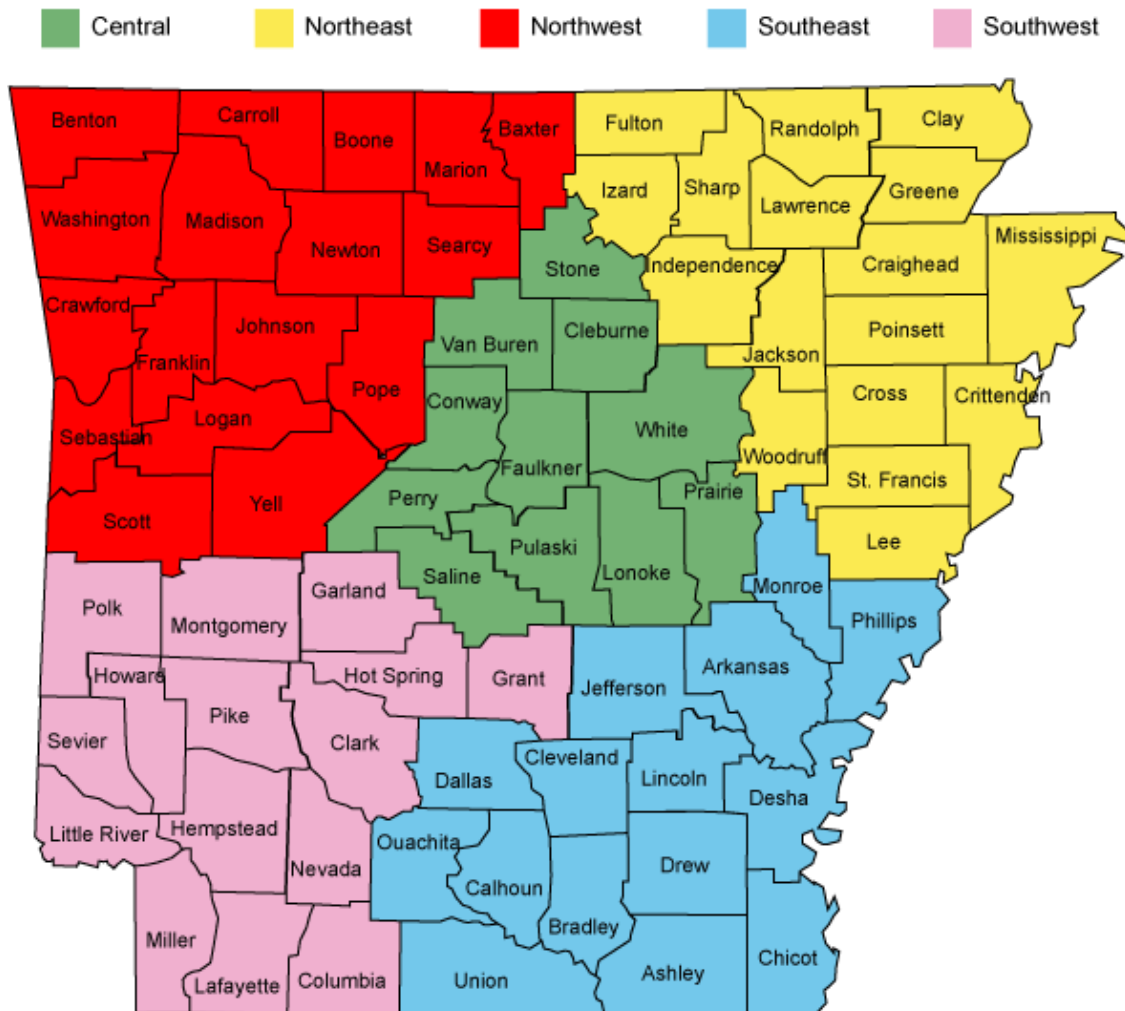 Central Northeast Northwest Southeast Southwest
Benton Carroll Boone Marion Baxter Fulton Randolph Clay
Washington Madison Newton Searcy Izard Sharp Lawrence Greene
Crawford Franklin Johnson Pope Stone Independence Craighead Mississippi
Van Buren Cleburne Jackson Poinsett
Sebastian Logan Conway White Cross Crittenden
Scott Yell Perry Faulkner Prairie Woodruff St. Francis
Saline Pulaski Lonoke Lee
Polk Montgomery Garland Monroe Phillips
Howard Hot Spring Grant Jefferson Arkansas
Sevier Pike Clark Dallas Cleveland Lincoln Desha
Little River Hempstead Nevada Ouachita Calhoun Drew
Miller Lafayette Columbia Union Bradley Ashley Chicot